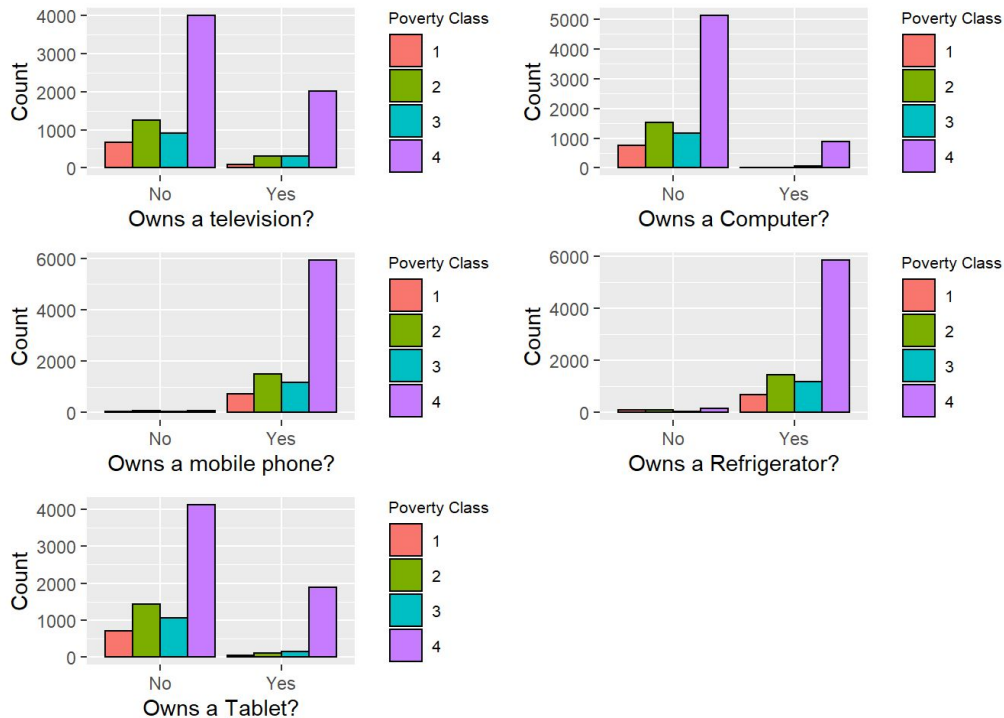 Count
4000
3000
2000
1000
0
No Yes
Owns a television?
Poverty Class
1
2
3
4
Count
5000
4000
3000
2000
1000
0
No Yes
Owns a Computer?
Poverty Class
1
2
3
4
Count
6000
4000
2000
0
No Yes
Owns a mobile phone?
Poverty Class
1
2
3
4
Count
6000
4000
2000
0
No Yes
Owns a Refrigerator?
Poverty Class
1
2
3
4
Count
4000
3000
2000
1000
0
No Yes
Owns a Tablet?
Poverty Class
1
2
3
4